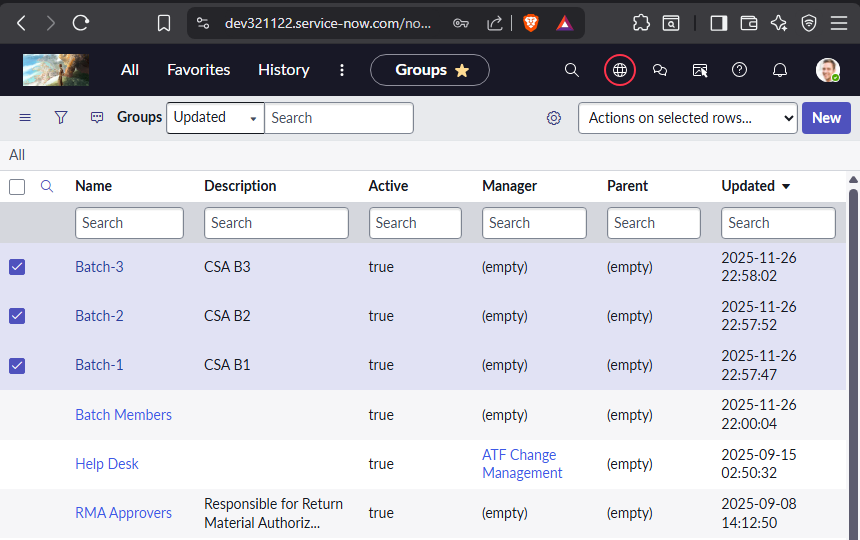 dev321122.service-now.com/no...
All Favorites History Groups
Groups Updated Search Actions on selected rows... New
All
Name Description Active Manager Parent Updated
Search Search Search Search Search Search
Batch-3 CSA B3 true (empty) (empty) 2025-11-26
22:58:02
Batch-2 CSA B2 true (empty) (empty) 2025-11-26
22:57:52
Batch-1 CSA B1 true (empty) (empty) 2025-11-26
22:57:47
Batch Members true (empty) (empty) 2025-11-26
22:00:04
Help Desk true ATF Change (empty) 2025-09-15
Management 02:50:32
RMA Approvers Responsible for Return true (empty) (empty) 2025-09-08
Material Authoriz... 14:12:50